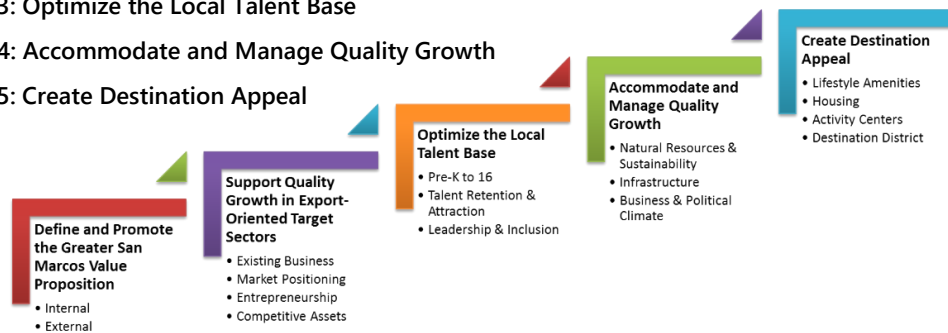 3: Optimize the Local Talent Base
4: Accommodate and Manage Quality Growth
5: Create Destination Appeal
Define and Promote
the Greater San
Marcos Value
Proposition
• Internal
• External
Support Quality
Growth in Export-
Oriented Target
Sectors
• Existing Business
• Market Positioning
• Entrepreneurship
• Competitive Assets
Optimize the Local
Talent Base
• Pre-K to 16
• Talent Retention &
Attraction
• Leadership & Inclusion
Accommodate and
Manage Quality
Growth
• Natural Resources &
Sustainability
• Infrastructure
• Business & Political
Climate
Create Destination
Appeal
• Lifestyle Amenities
• Housing
• Activity Centers
• Destination District